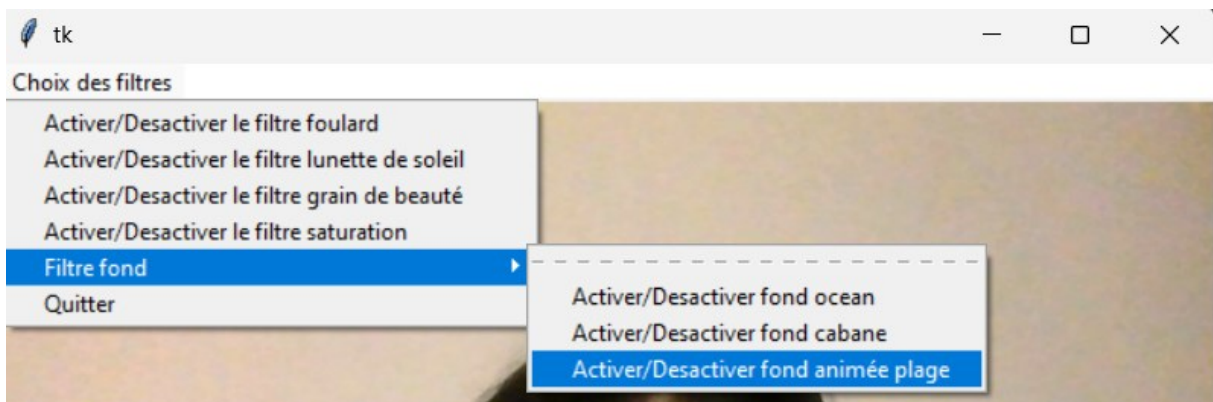 tk
Choix des filtres
Activer/Desactiver le filtre foulard
Activer/Desactiver le filtre lunette de soleil
Activer/Desactiver le filtre grain de beauté
Activer/Desactiver le filtre saturation
Filtre fond
Quitter
Activer/Desactiver fond ocean
Activer/Desactiver fond cabane
Activer/Desactiver fond animée plage